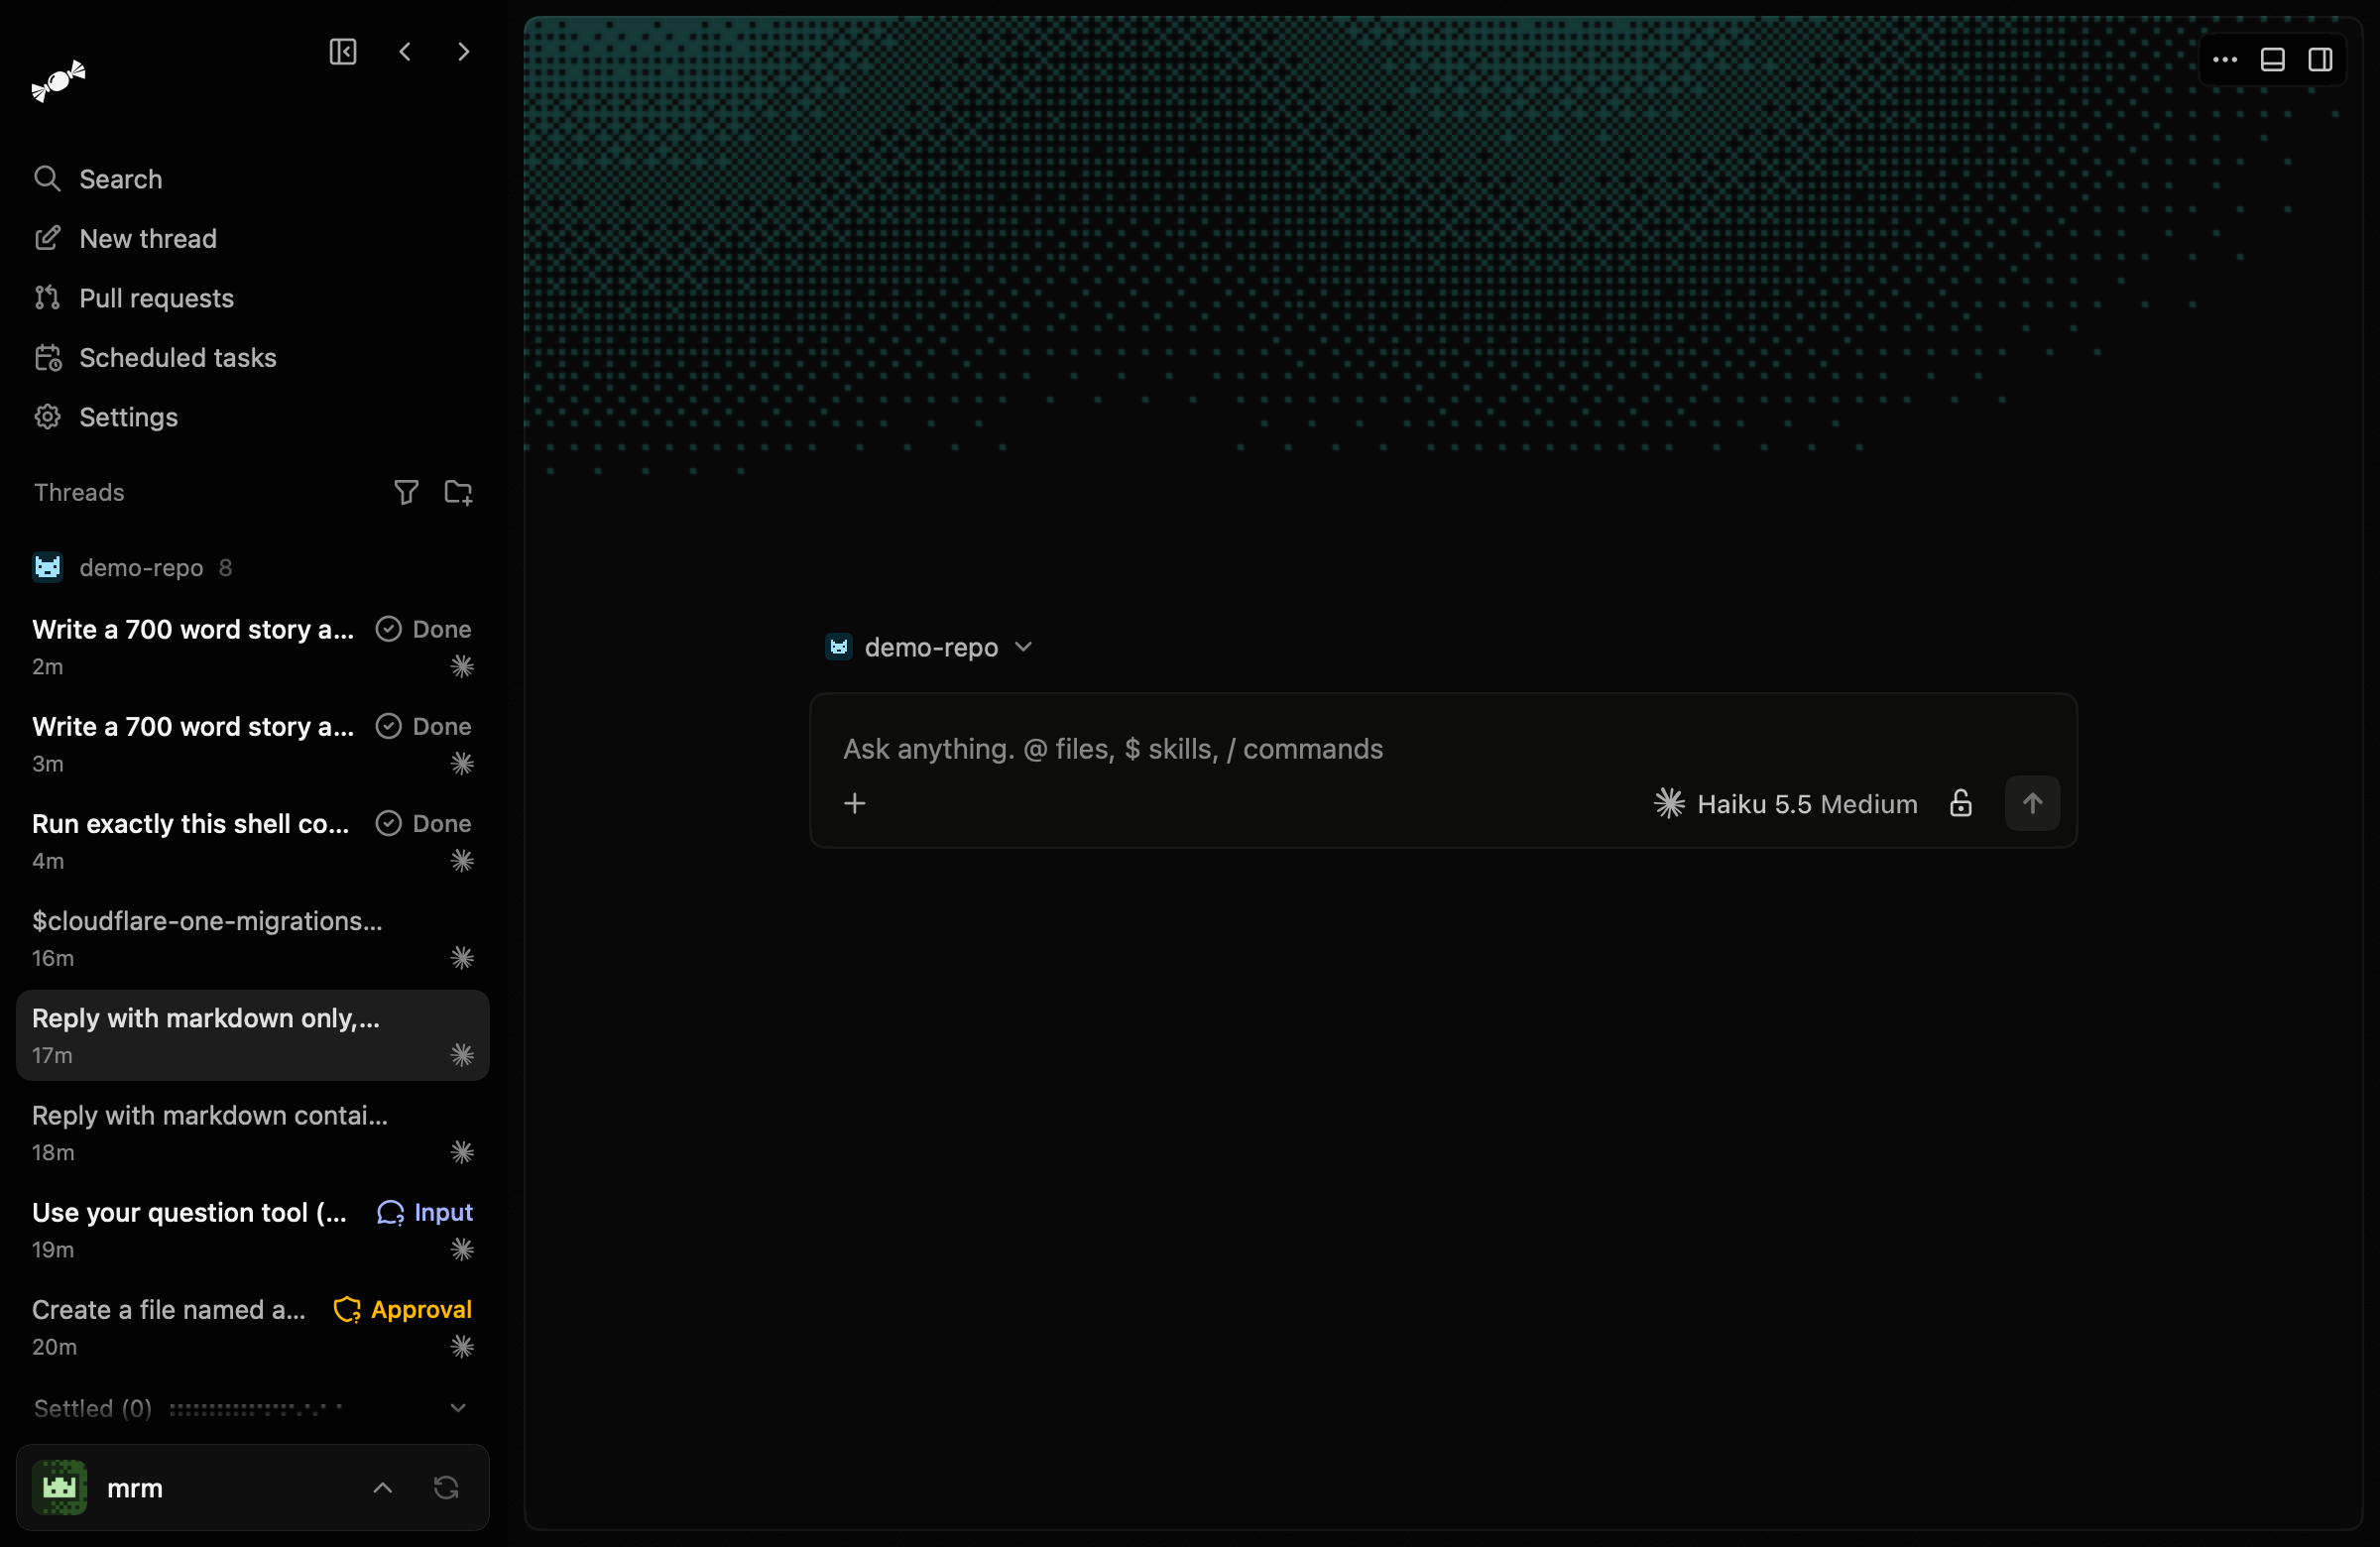 Search
New thread
Pull requests
Scheduled tasks
Settings
Threads
demo-repo 8
Write a 700 word story a... Done
2m
Write a 700 word story a... Done
3m
Run exactly this shell co... Done
4m
$cloudflare-one-migrations...
16m
Reply with markdown only,...
17m
Reply with markdown contai...
18m
Use your question tool (... Input
19m
Create a file named a... Approval
20m
Settled (0)
mrm
demo-repo
Ask anything. @ files, $ skills, / commands
Haiku 5.5 Medium